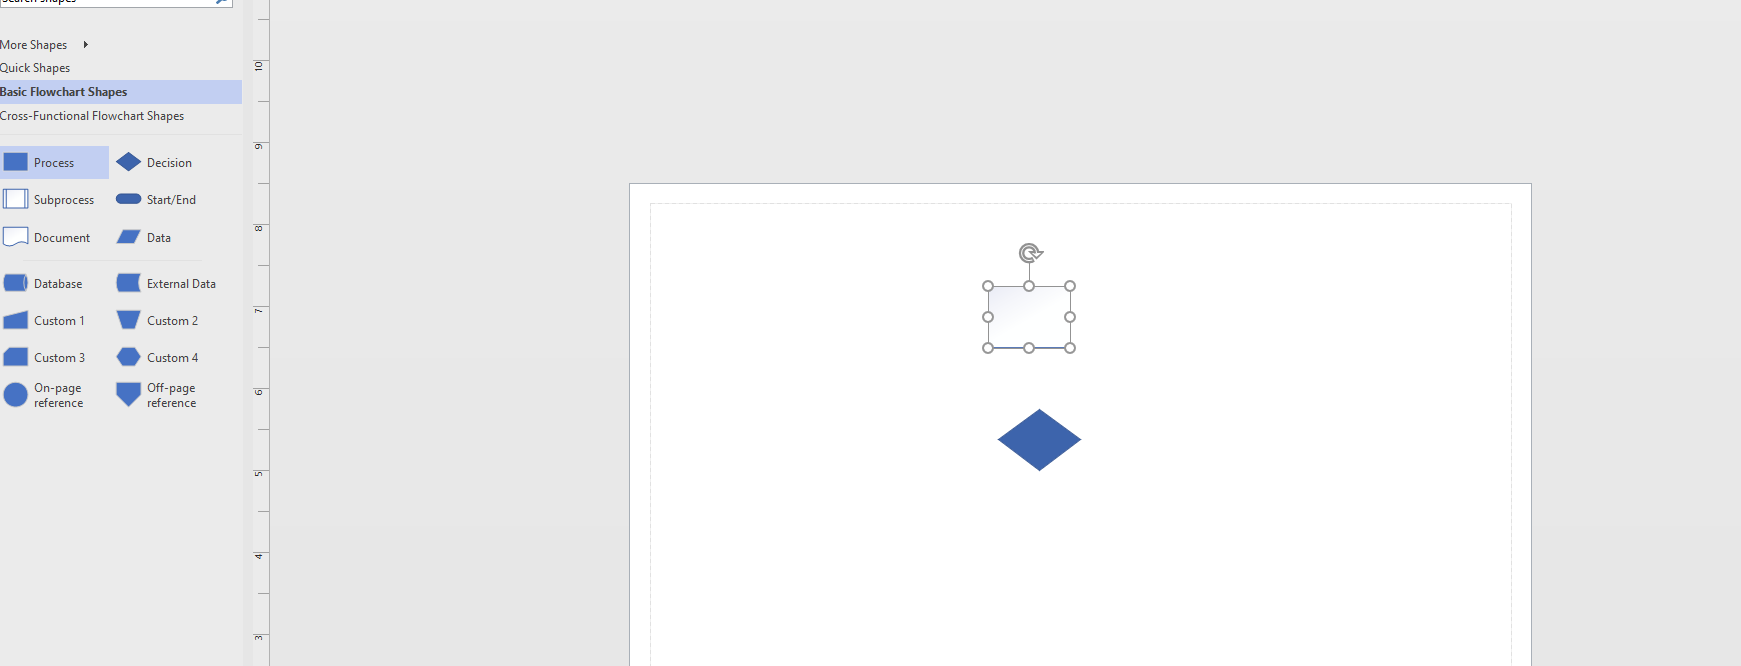 search shapes
More Shapes
Quick Shapes
Basic Flowchart Shapes
Cross-Functional Flowchart Shapes
Process
Decision
Subprocess
Start/End
Document
Data
Database
External Data
Custom 1
Custom 2
Custom 3
Custom 4
On-page
reference
Off-page
reference
10
9
8
7
6
5
4
3